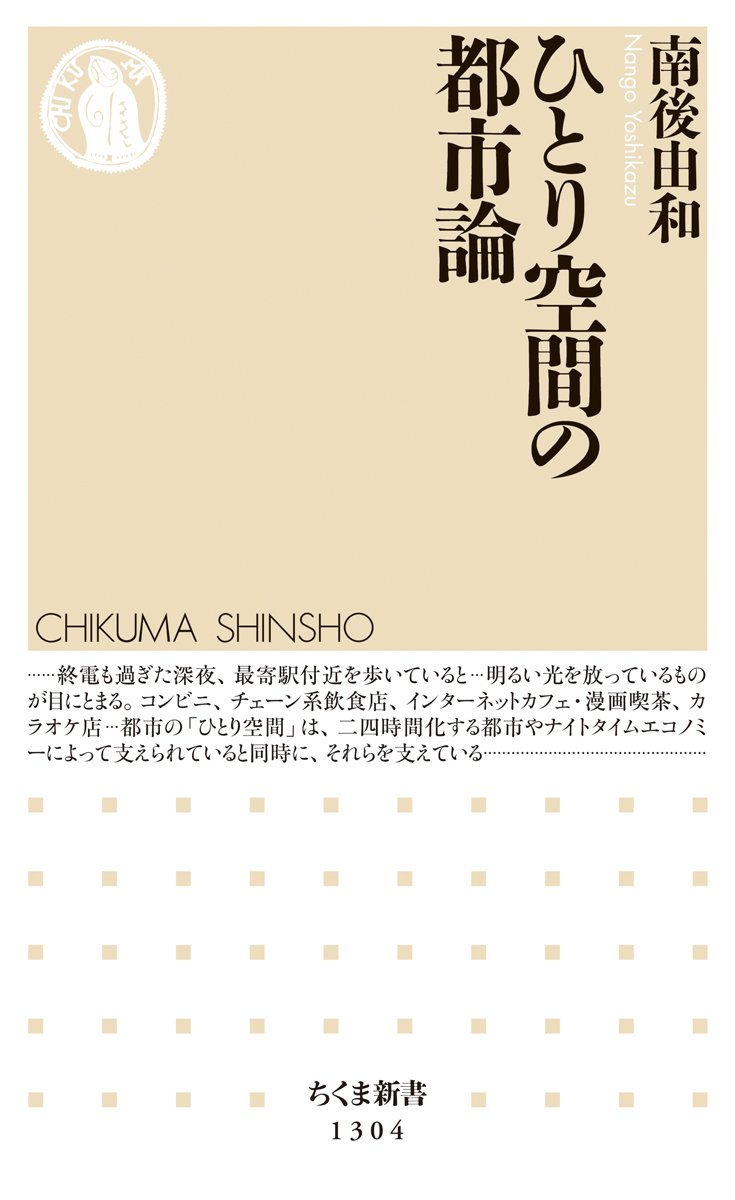 南後由和
Nango Yoshikazu
ひとり空間の
都市論
CHIKUMA
CHIKUMA SHINSHO
……終電も過ぎた深夜、最寄駅付近を歩いていると…明るい光を放っているもの
が目にとまる。コンビニ、チェーン系飲食店、インターネットカフェ・漫画喫茶、カ
ラオケ店…都市の「ひとり空間」は、二四時間化する都市やナイトタイムエコノミ
ーによって支えられていると同時に、それらを支えている……………………………
ちくま新書
1304